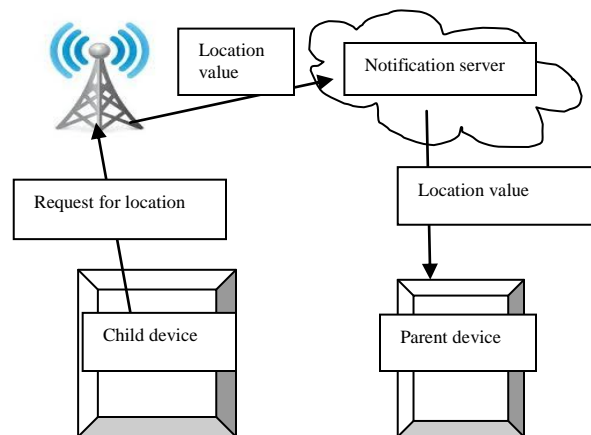 Location
value
Notification server
Request for location
Location value
Child device
Parent device